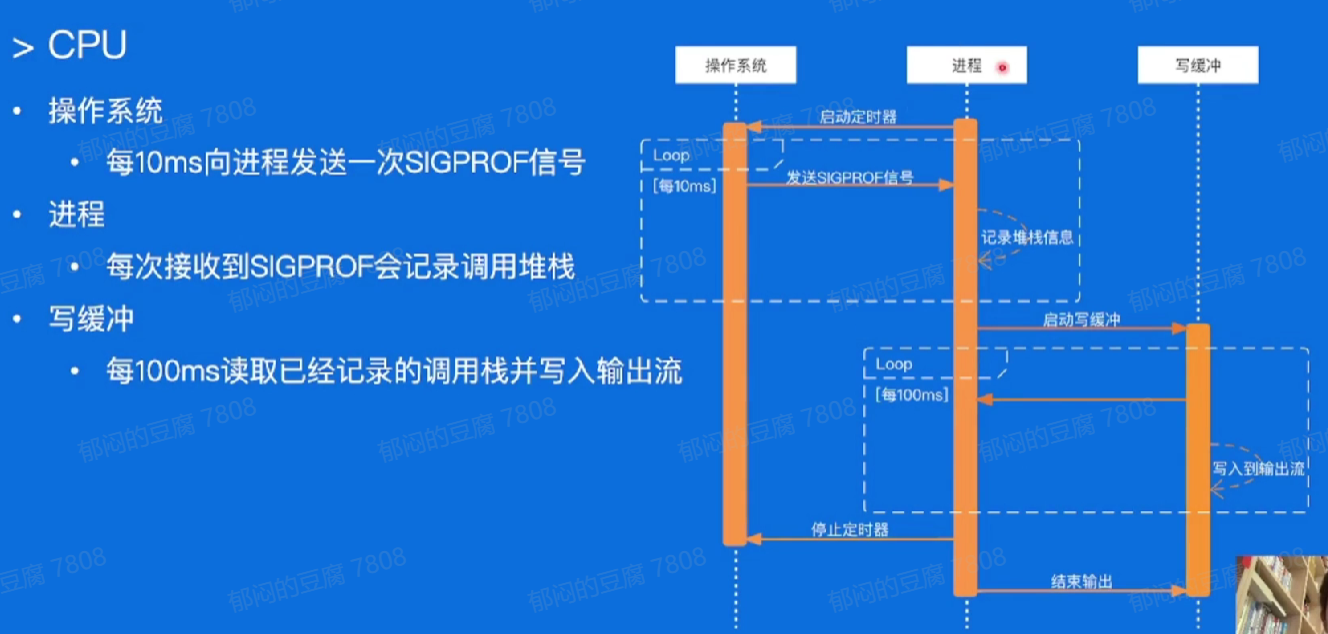 > CPU
• 操作系统
• 每10ms向进程发送一次SIGPROF信号
• 进程
• 每次接收到SIGPROF会记录调用堆栈
• 写缓冲
• 每100ms读取已经记录的调用栈并写入输出流
操作系统
进程
写缓冲
启动定时器
Loop
[每10ms]
发送SIGPROF信号
记录堆栈信息
启动写缓冲
Loop
[每100ms]
写入到输出流
停止定时器
结束输出
郁闷的豆腐 7808